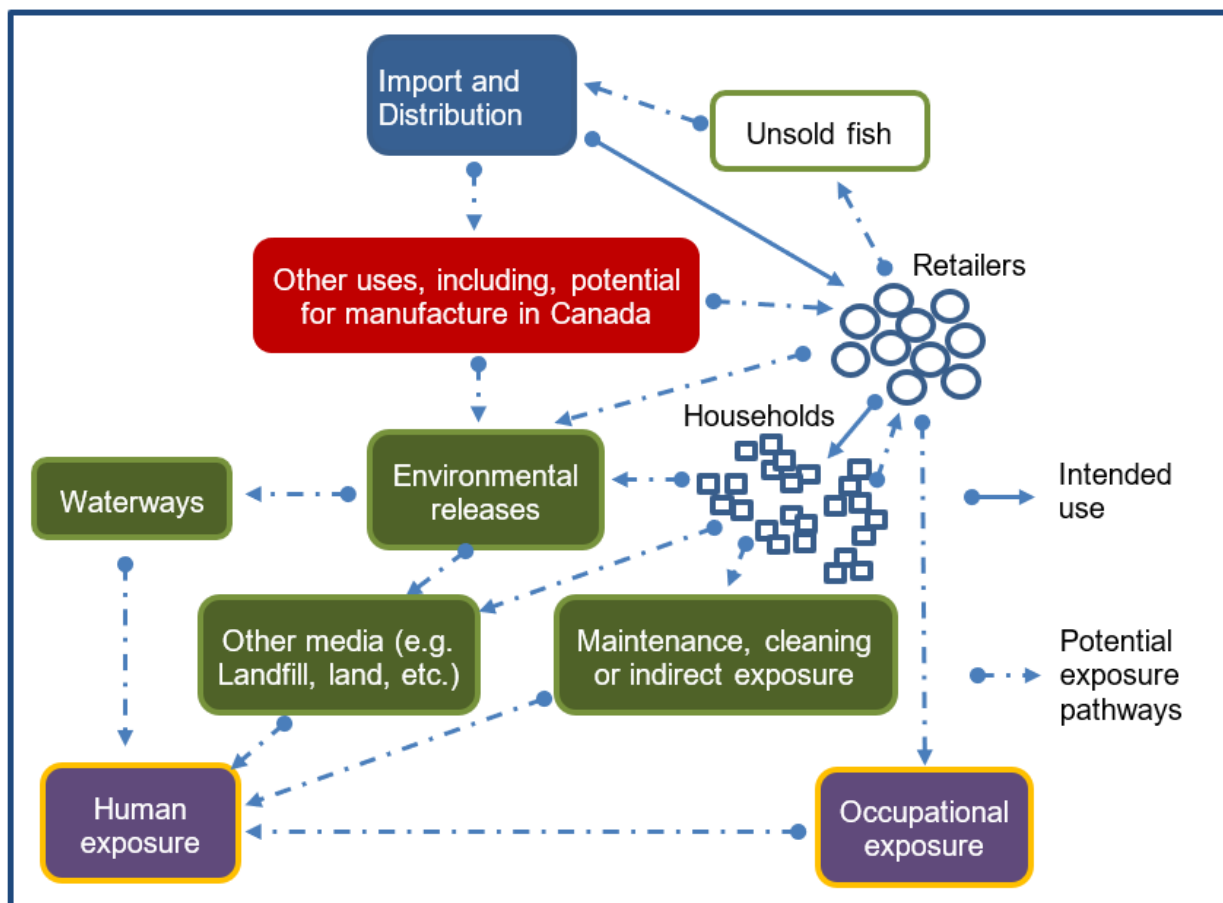 Import and
Distribution
Unsold fish
Other uses, including, potential
for manufacture in Canada
Retailers
Households
Waterways
Environmental
releases
Intended
use
Other media (e.g.
Landfill, land, etc.)
Maintenance, cleaning
or indirect exposure
Potential
exposure
pathways
Human
exposure
Occupational
exposure